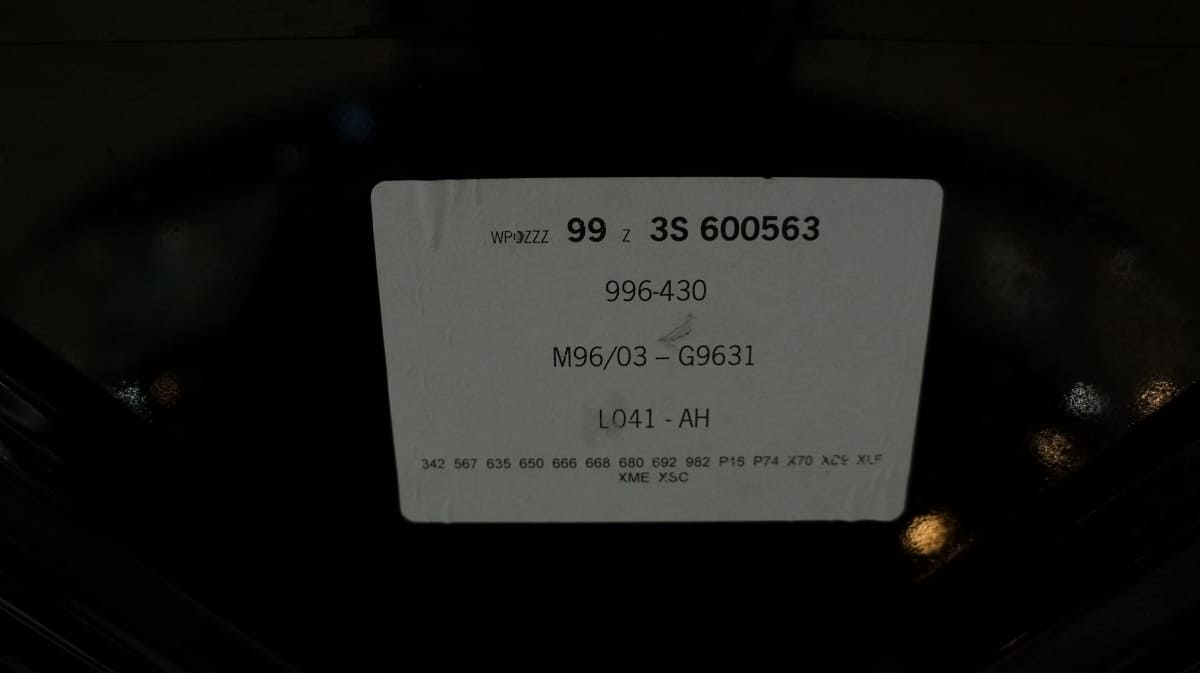 WP0ZZZ 99 Z 3S 600563
996-430
M96/03 – G9631
L041 - AH
342 567 635 650 666 668 680 692 982 P15 P74 X70 XLF
XME XSC